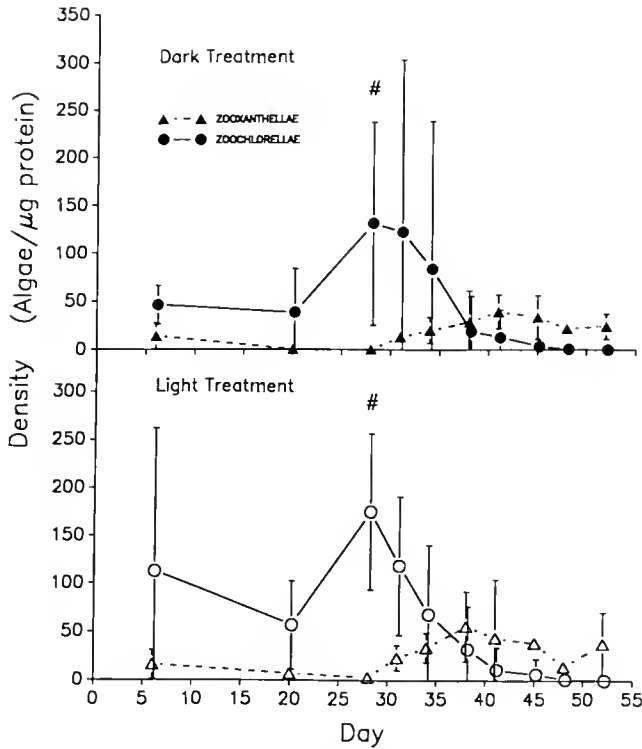 Dark Treatment
#
ZOOXANTHELLAE
ZOOCHLORELLAE
350
300
250
200
150
100
50
0
Light Treatment
#
300
250
200
150
100
50
0
Density (Algae/μg protein)
0 5 10 15 20 25 30 35 40 45 50 55
Day